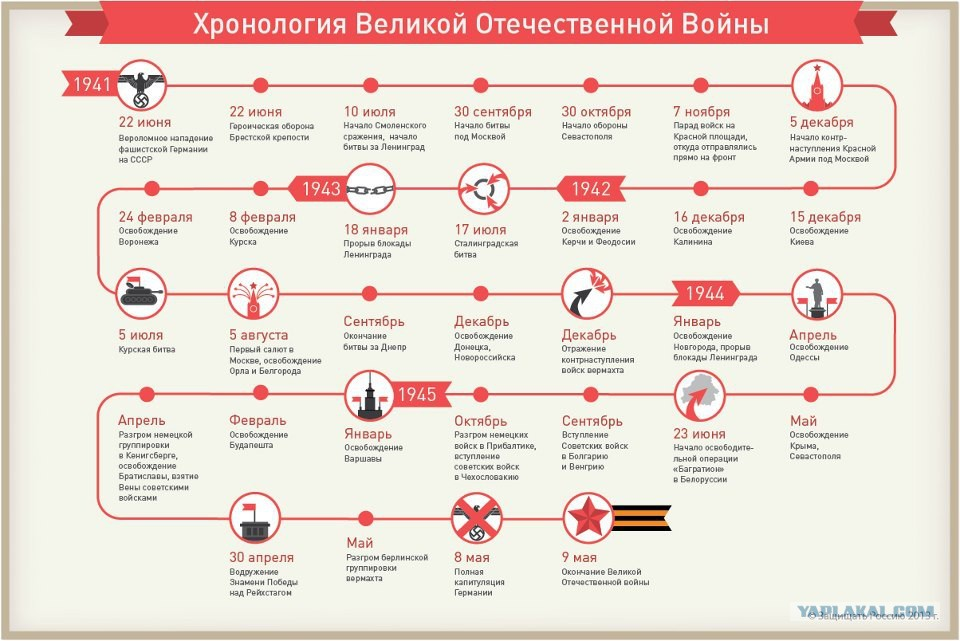 Хронология Великой Отечественной Войны
1941
22 июня
Вероломное нападение
фашистской Германии
на СССР
22 июня
Героическая оборона
Брестской крепости
10 июля
Начало Смоленского
сражения, начало
битвы за Ленинград
30 сентября
Начало битвы
под Москвой
30 октября
Начало обороны
Севастополя
7 ноября
Парад войск на
Красной площади,
откуда отправлялись
прямо на фронт
5 декабря
Начало контр-
наступления Красной
Армии под Москвой
24 февраля
Освобождение
Воронежа
8 февраля
Освобождение
Курска
1943
18 января
Прорыв блокады
Ленинграда
17 июля
Сталинградская
битва
1942
2 января
Освобождение
Керчи и Феодосии
16 декабря
Освобождение
Калинина
15 декабря
Освобождение
Киева
5 июля
Курская битва
5 августа
Первый салют в
Москве, освобождение
Орла и Белгорода
Сентябрь
Окончание
битвы за Днепр
Декабрь
Освобождение
Донецка,
Новороссийска
Декабрь
Отражение
контрнаступления
войск вермахта
1944
Январь
Освобождение
Новгорода, прорыв
блокады Ленинграда
Апрель
Освобождение
Одессы
Апрель
Разгром немецкой
группировки
в Кенигсберге,
освобождение
Братиславы, взятие
Вены советскими
войсками
Февраль
Освобождение
Будапешта
Январь
Освобождение
Варшавы
1945
Октябрь
Разгром немецких
войск в Прибалтике,
вступление
советских войск
в Чехословакию
Сентябрь
Вступление
Советских войск
в Болгарию
и Венгрию
23 июня
Начало освободите-
льной операции
«Багратион»
в Белоруссии
Май
Освобождение
Крыма,
Севастополя
30 апреля
Водружение
Знамени Победы
над Рейхстагом
Май
Разгром берлинской
группировки
вермахта
8 мая
Полная
капитуляция
Германии
9 мая
Окончание Великой
Отечественной войны
YAPLAKAL.COM
© Защищать Россию 2013 г.